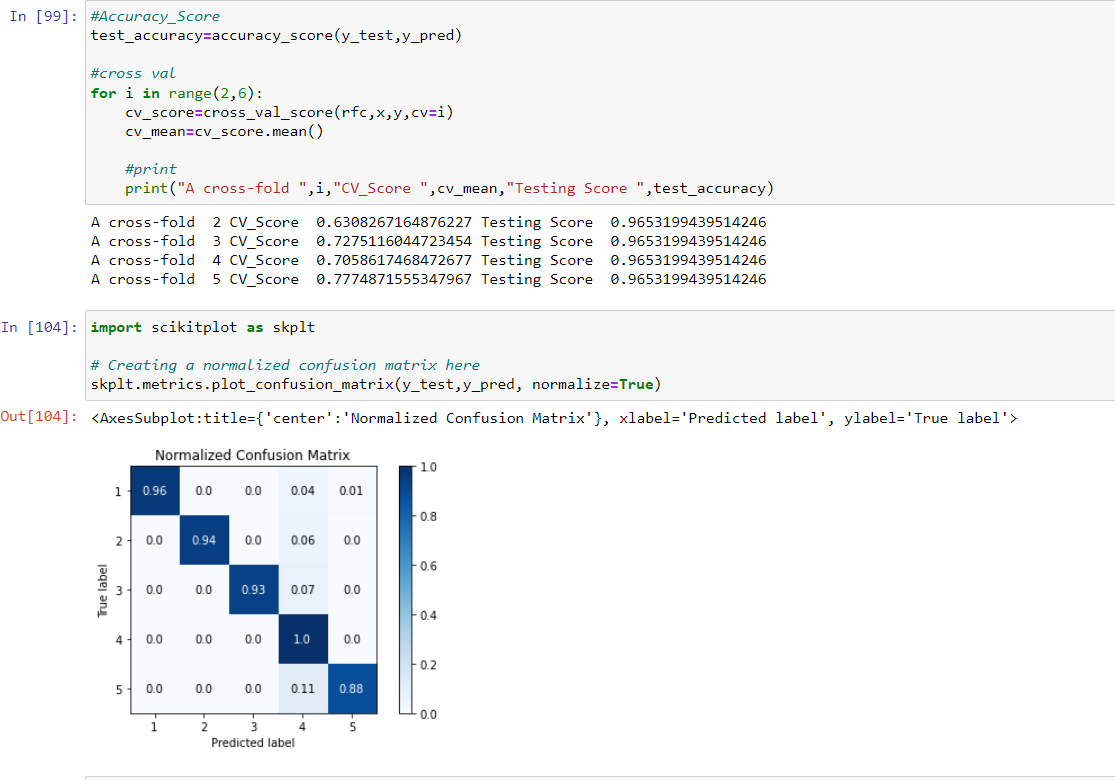 In [99]: #Accuracy_Score
test_accuracy=accuracy_score(y_test,y_pred)
#cross val
for i in range(2,6):
cv_score=cross_val_score(rfc,x,y,cv=i)
cv_mean=cv_score.mean()
#print
print("A cross-fold ",i,"CV_Score ",cv_mean,"Testing Score ",test_accuracy)
A cross-fold  2 CV_Score  0.6308267164876227 Testing Score  0.9653199439514246
A cross-fold  3 CV_Score  0.7275116044723454 Testing Score  0.9653199439514246
A cross-fold  4 CV_Score  0.7058617468472677 Testing Score  0.9653199439514246
A cross-fold  5 CV_Score  0.7774871555347967 Testing Score  0.9653199439514246
In [104]: import scikitplot as skplt
# Creating a normalized confusion matrix here
skplt.metrics.plot_confusion_matrix(y_test,y_pred, normalize=True)
Out[104]: <AxesSubplot:title={'center':'Normalized Confusion Matrix'}, xlabel='Predicted label', ylabel='True label'>
Normalized Confusion Matrix
1 0.96 0.0 0.0 0.04 0.01
2 0.0 0.94 0.0 0.06 0.0
3 0.0 0.0 0.93 0.07 0.0
4 0.0 0.0 0.0 1.0 0.0
5 0.0 0.0 0.0 0.11 0.88
1 2 3 4 5
Predicted label
True label
1.0
0.8
0.6
0.4
0.2
0.0